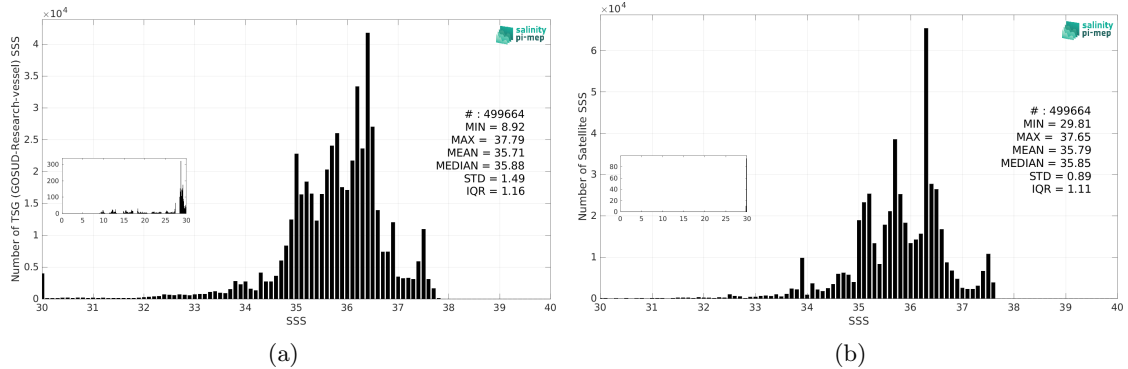 ×10⁴
salinity
pi-mep
Number of TSG (GOSUD-Research-vessel) SSS
4
3.5
3
2.5
2
1.5
1
0.5
0
# : 499664
MIN = 8.92
MAX = 37.79
MEAN = 35.71
MEDIAN = 35.88
STD = 1.49
IQR = 1.16
300
200
100
0
0 5 10 15 20 25 30
30 31 32 33 34 35 36 37 38 39 40
SSS
(a)
×10⁴
salinity
pi-mep
Number of Satellite SSS
6
5
4
3
2
1
0
# : 499664
MIN = 29.81
MAX = 37.65
MEAN = 35.79
MEDIAN = 35.85
STD = 0.89
IQR = 1.11
80
60
40
20
0
0 5 10 15 20 25 30
30 31 32 33 34 35 36 37 38 39 40
SSS
(b)